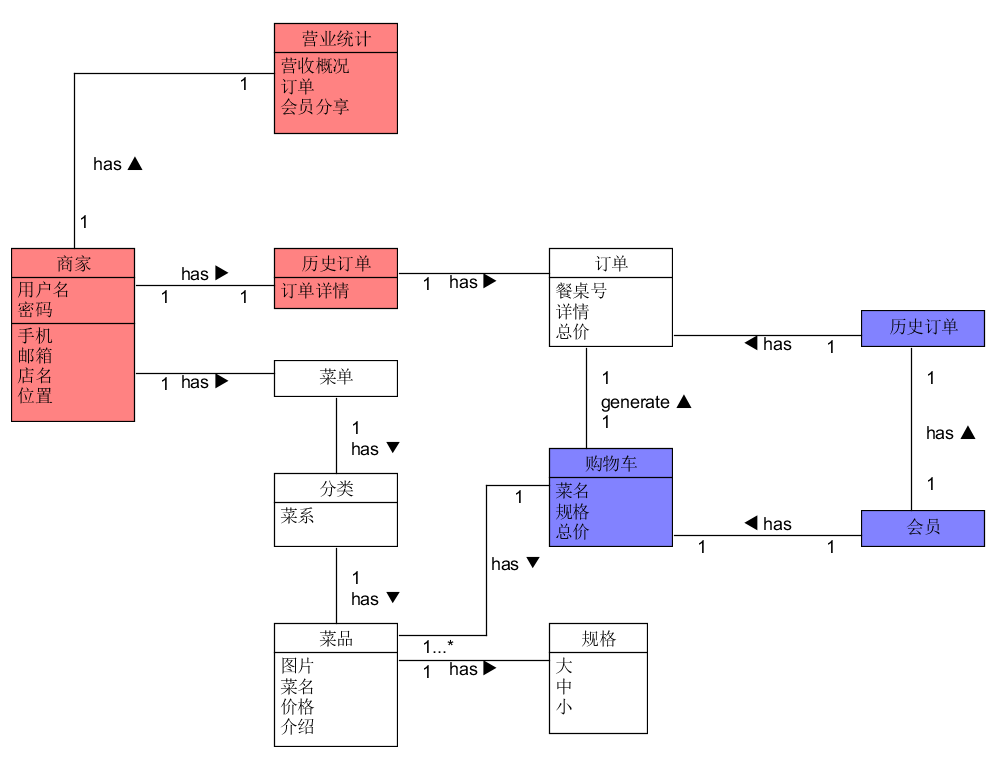 营业统计
营收概况
订单
会员分享
1
has ▲
1
商家
用户名
密码
手机
邮箱
店名
位置
has ▶
1
1
历史订单
订单详情
1
has ▶
订单
餐桌号
详情
总价
历史订单
◀ has
1
1
has ▶
菜单
1
has ▼
分类
菜系
1
has ▼
1
generate ▲
1
购物车
菜名
规格
总价
1
has ▲
1
会员
◀ has
1
1
1
has ▼
菜品
图片
菜名
价格
介绍
1...*
1
has ▶
规格
大
中
小